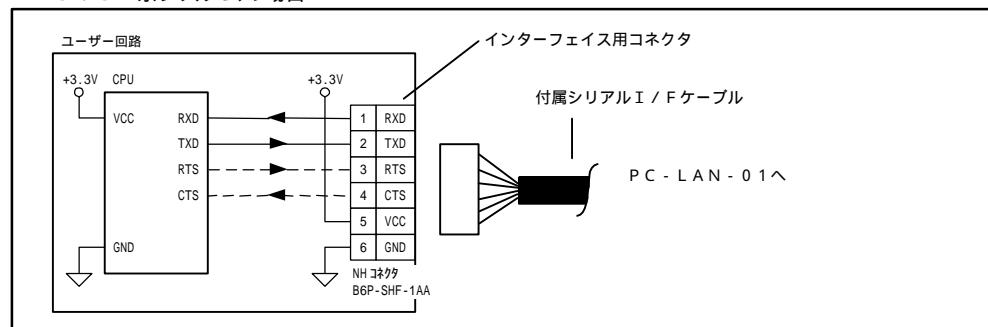 ユーザー回路
インターフェイス用コネクタ
+3.3V CPU
+3.3V
付属シリアルＩ／Ｆケーブル
VCC RXD 1 RXD
TXD 2 TXD
RTS 3 RTS
ＰＣ-ＬＡＮ-０１へ
CTS 4 CTS
5 VCC
GND 6 GND
NH コネクタ
B6P-SHF-1AA